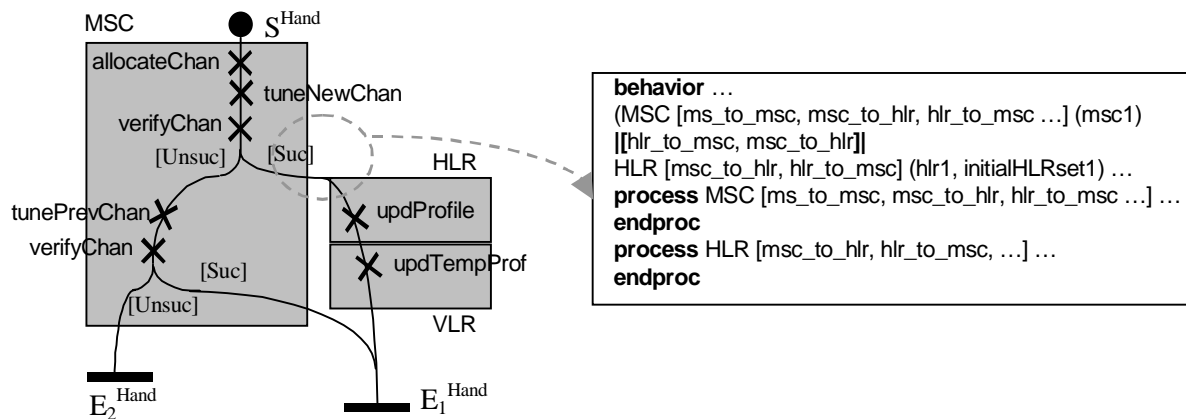 MSC
S^Hand
allocateChan
tuneNewChan
verifyChan
[Unsuc]
[Suc]
HLR
tunePrevChan
updProfile
verifyChan
updTempProf
[Suc]
[Unsuc]
VLR
E_2^Hand
E_1^Hand
behavior …
(MSC [ms_to_msc, msc_to_hlr, hlr_to_msc …] (msc1)
|[hlr_to_msc, msc_to_hlr]|
HLR [msc_to_hlr, hlr_to_msc] (hlr1, initialHLRset1) …
process MSC [ms_to_msc, msc_to_hlr, hlr_to_msc …] …
endproc
process HLR [msc_to_hlr, hlr_to_msc, …] …
endproc